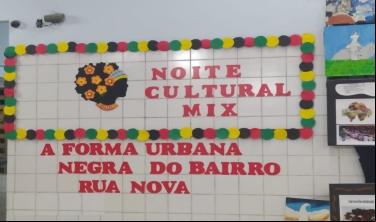 NOITE
CULTURAL
MIX
A FORMA URBANA
NEGRA DO BAIRRO
RUA NOVA